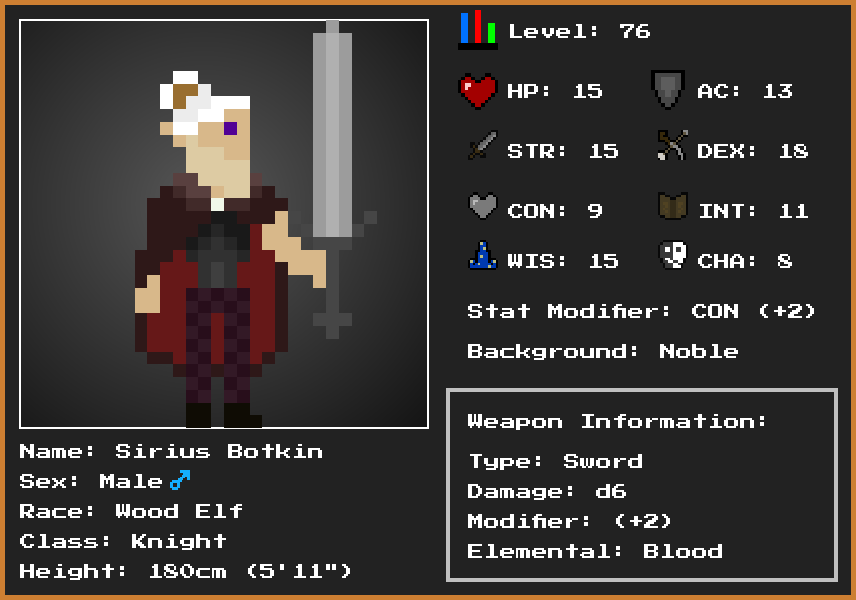 Level: 76
HP: 15
AC: 13
STR: 15
DEX: 18
CON: 9
INT: 11
WIS: 15
CHA: 8
Stat Modifier: CON (+2)
Background: Noble
Weapon Information:
Type: Sword
Damage: d6
Modifier: (+2)
Elemental: Blood
Name: Sirius Botkin
Sex: Male ♂
Race: Wood Elf
Class: Knight
Height: 180cm (5'11")